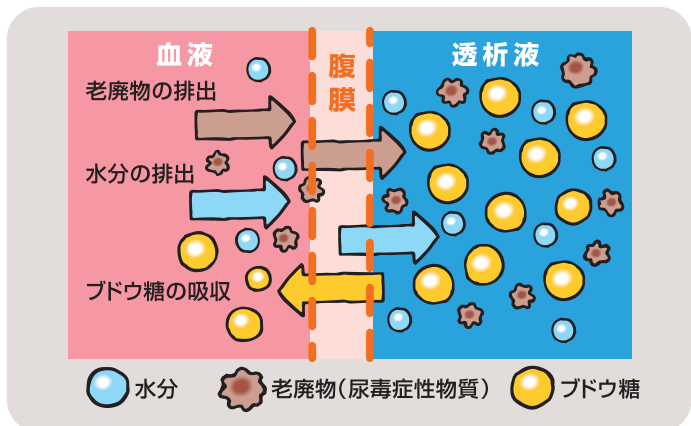 血液
腹膜
透析液
老廃物の排出
水分の排出
ブドウ糖の吸収
水分
老廃物（尿毒症性物質）
ブドウ糖